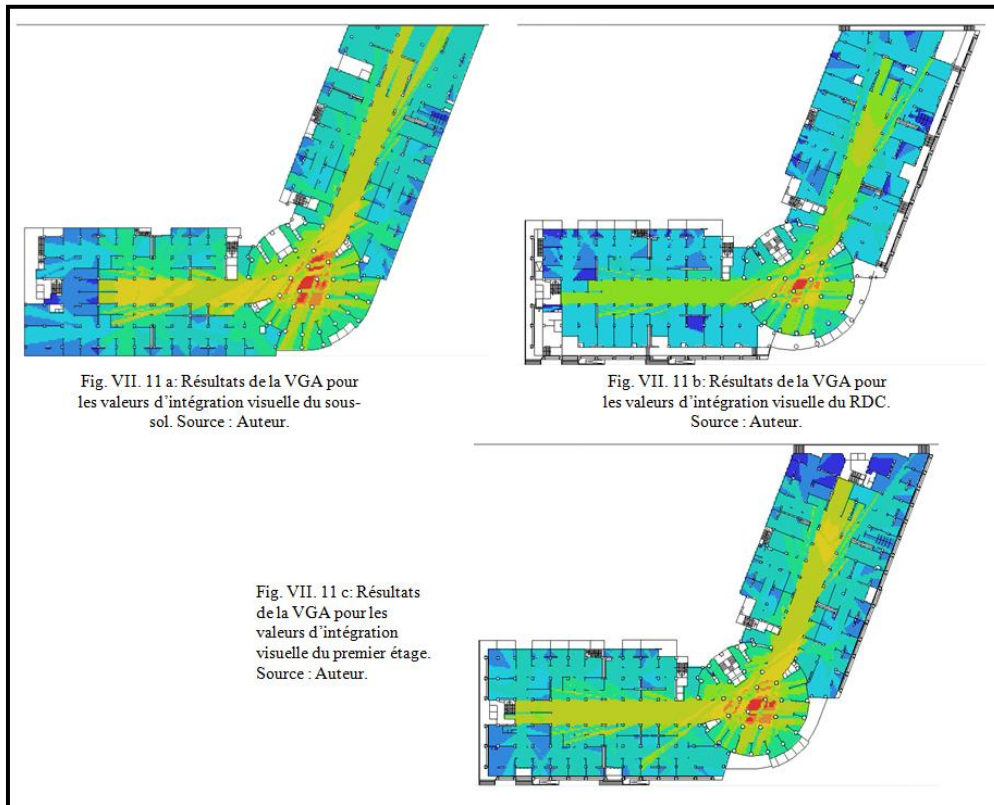 Fig. VII. 11 a: Résultats de la VGA pour
les valeurs d’intégration visuelle du sous-
sol. Source : Auteur.
Fig. VII. 11 b: Résultats de la VGA pour
les valeurs d’intégration visuelle du RDC.
Source : Auteur.
Fig. VII. 11 c: Résultats
de la VGA pour les
valeurs d’intégration
visuelle du premier étage.
Source : Auteur.